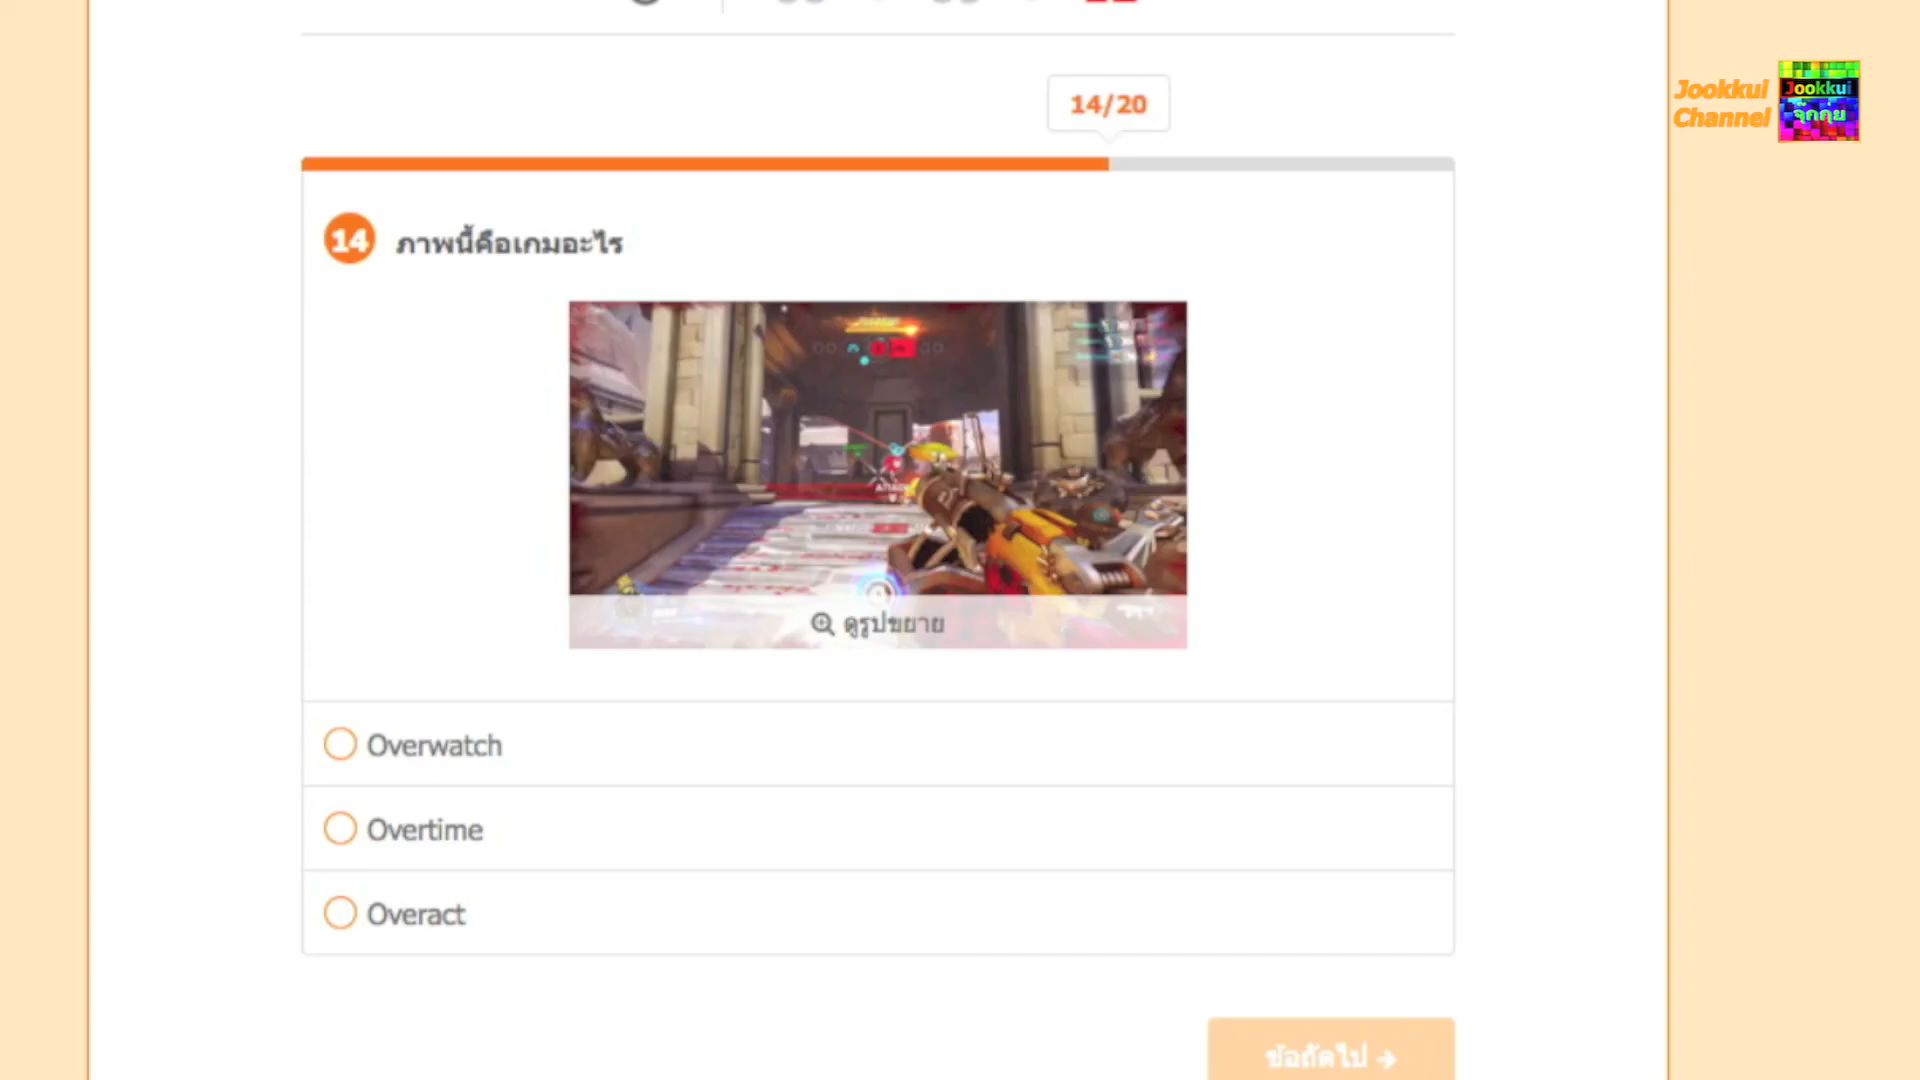 14/20
Jookkui
Channel
Jookkui
จุ๊กกุ่ย
14 ภาพนี้คือเกมอะไร
ดูรูปขยาย
Overwatch
Overtime
Overact
ข้อถัดไป →